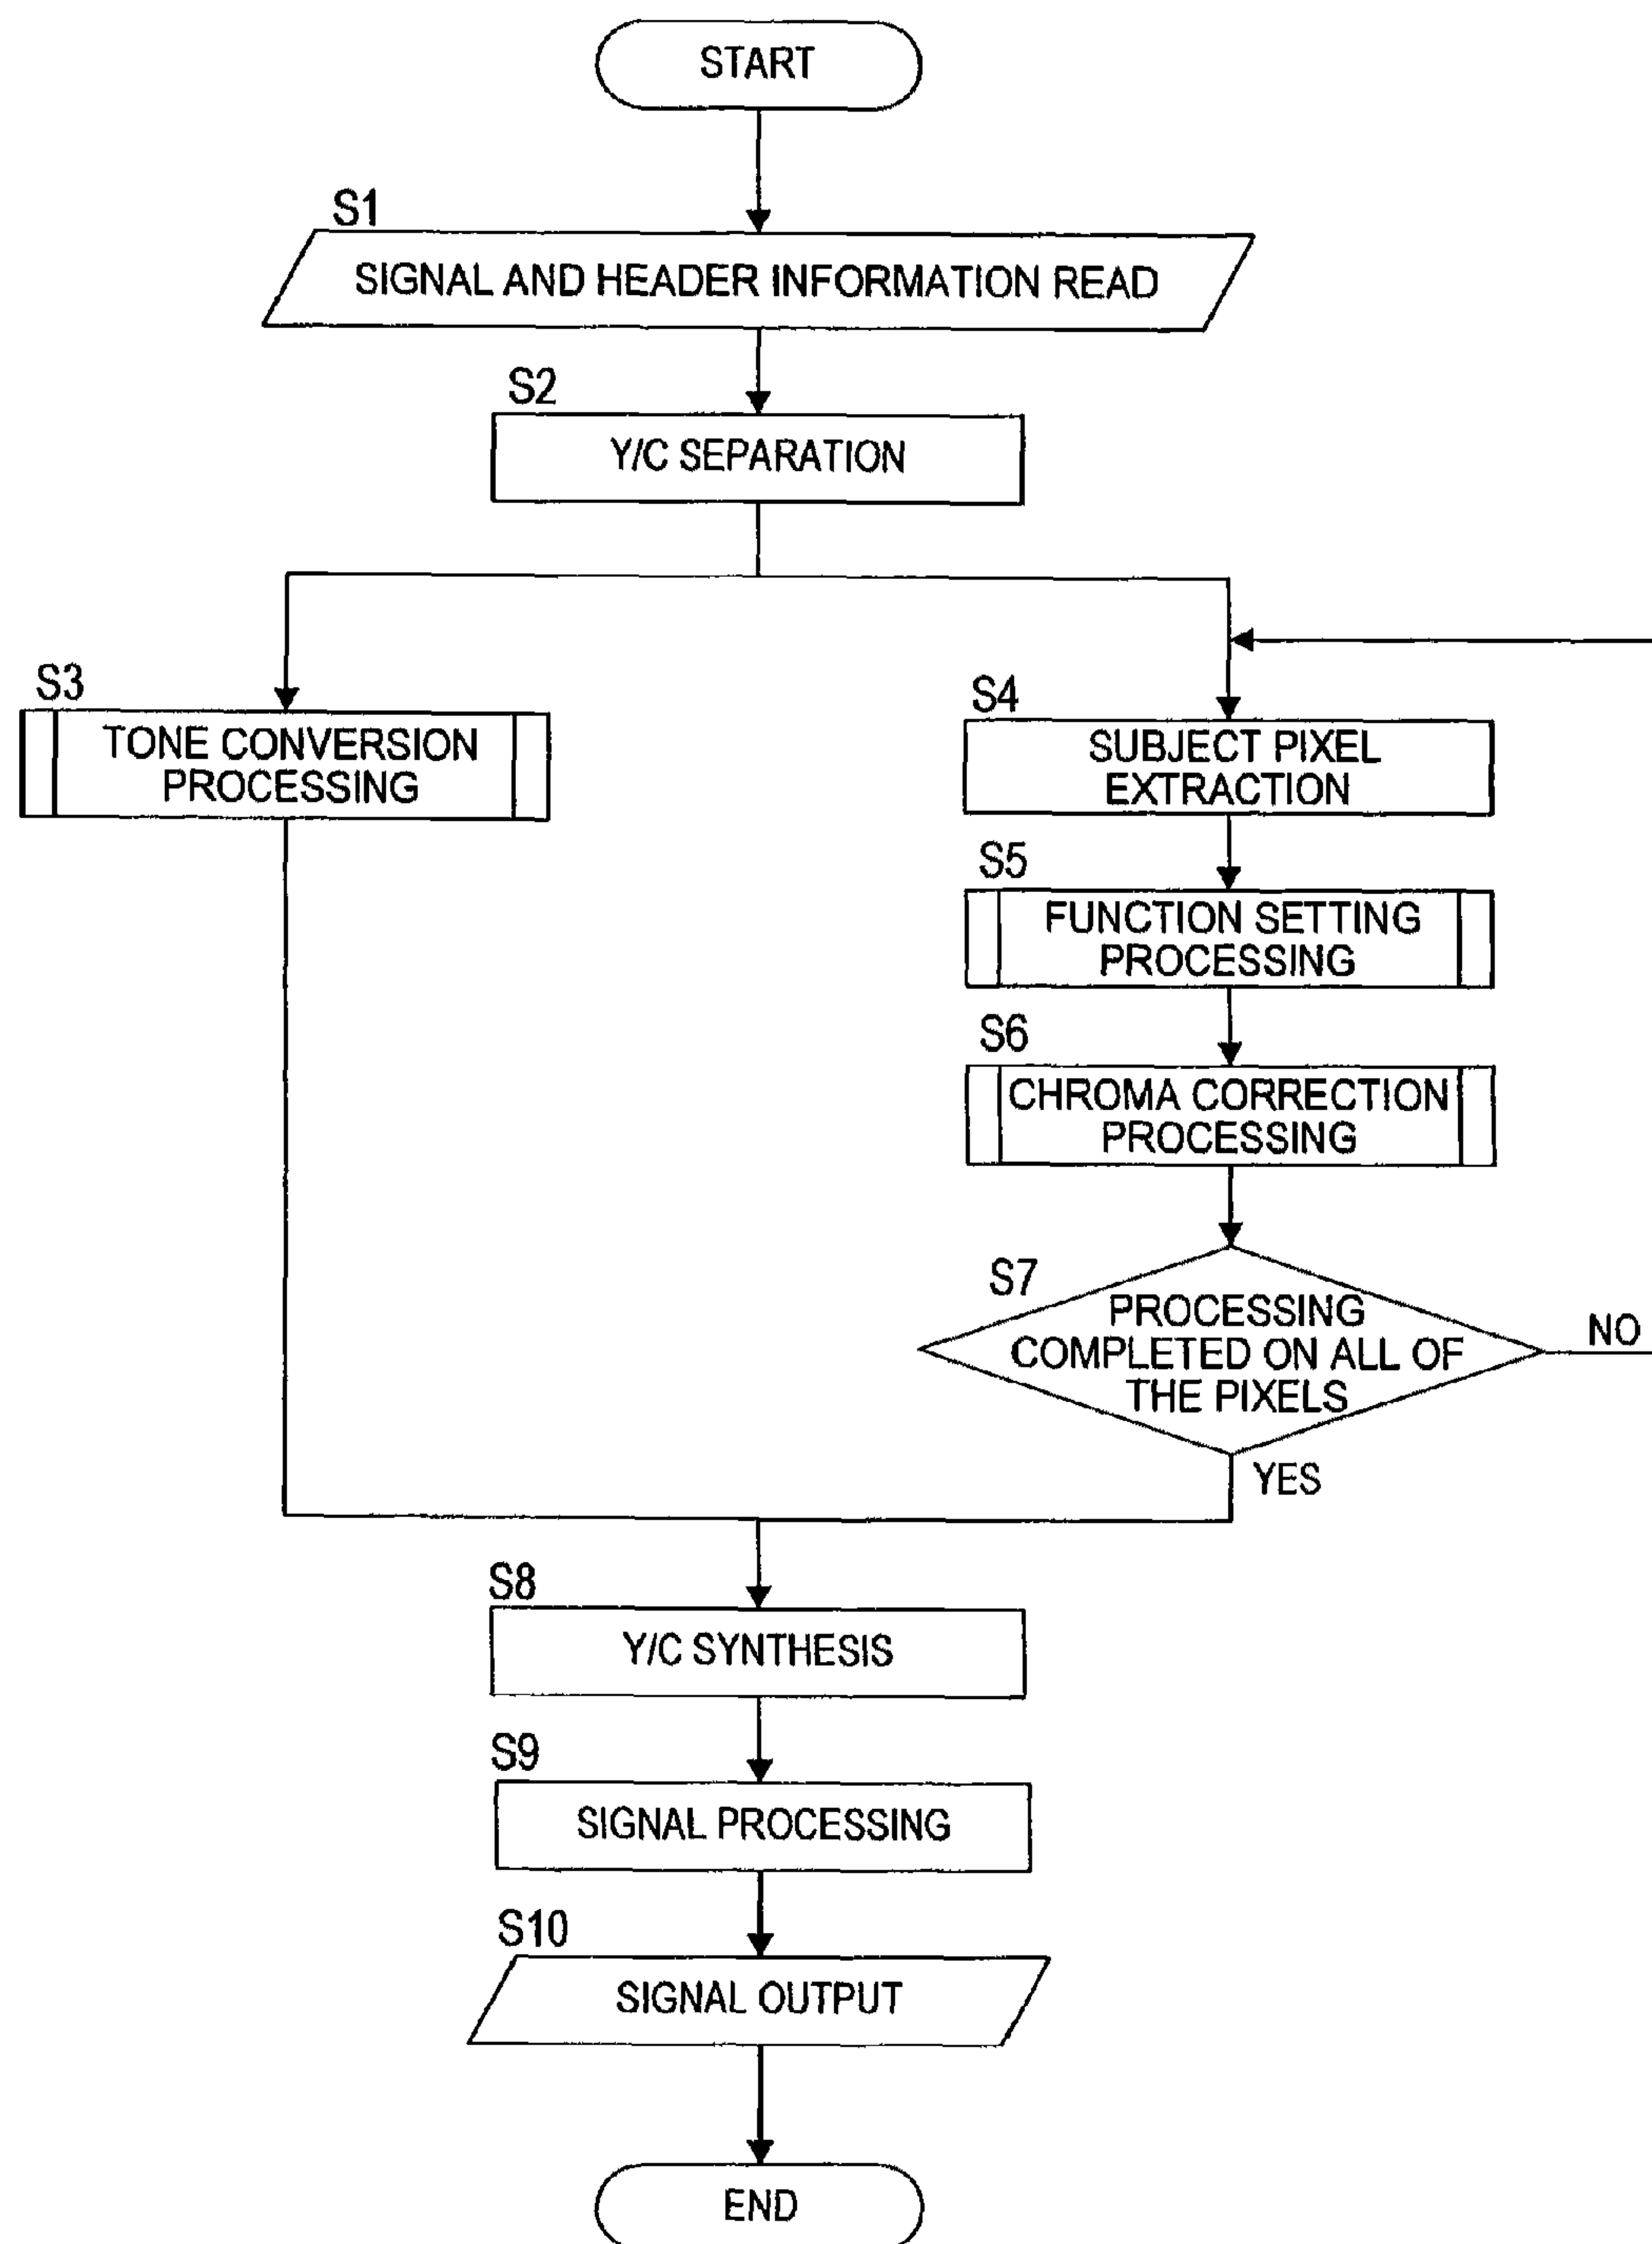 START
S1
SIGNAL AND HEADER INFORMATION READ
S2
Y/C SEPARATION
S3
TONE CONVERSION
PROCESSING
S4
SUBJECT PIXEL
EXTRACTION
S5
FUNCTION SETTING
PROCESSING
S6
CHROMA CORRECTION
PROCESSING
S7
PROCESSING
COMPLETED ON ALL OF
THE PIXELS
NO
YES
S8
Y/C SYNTHESIS
S9
SIGNAL PROCESSING
S10
SIGNAL OUTPUT
END